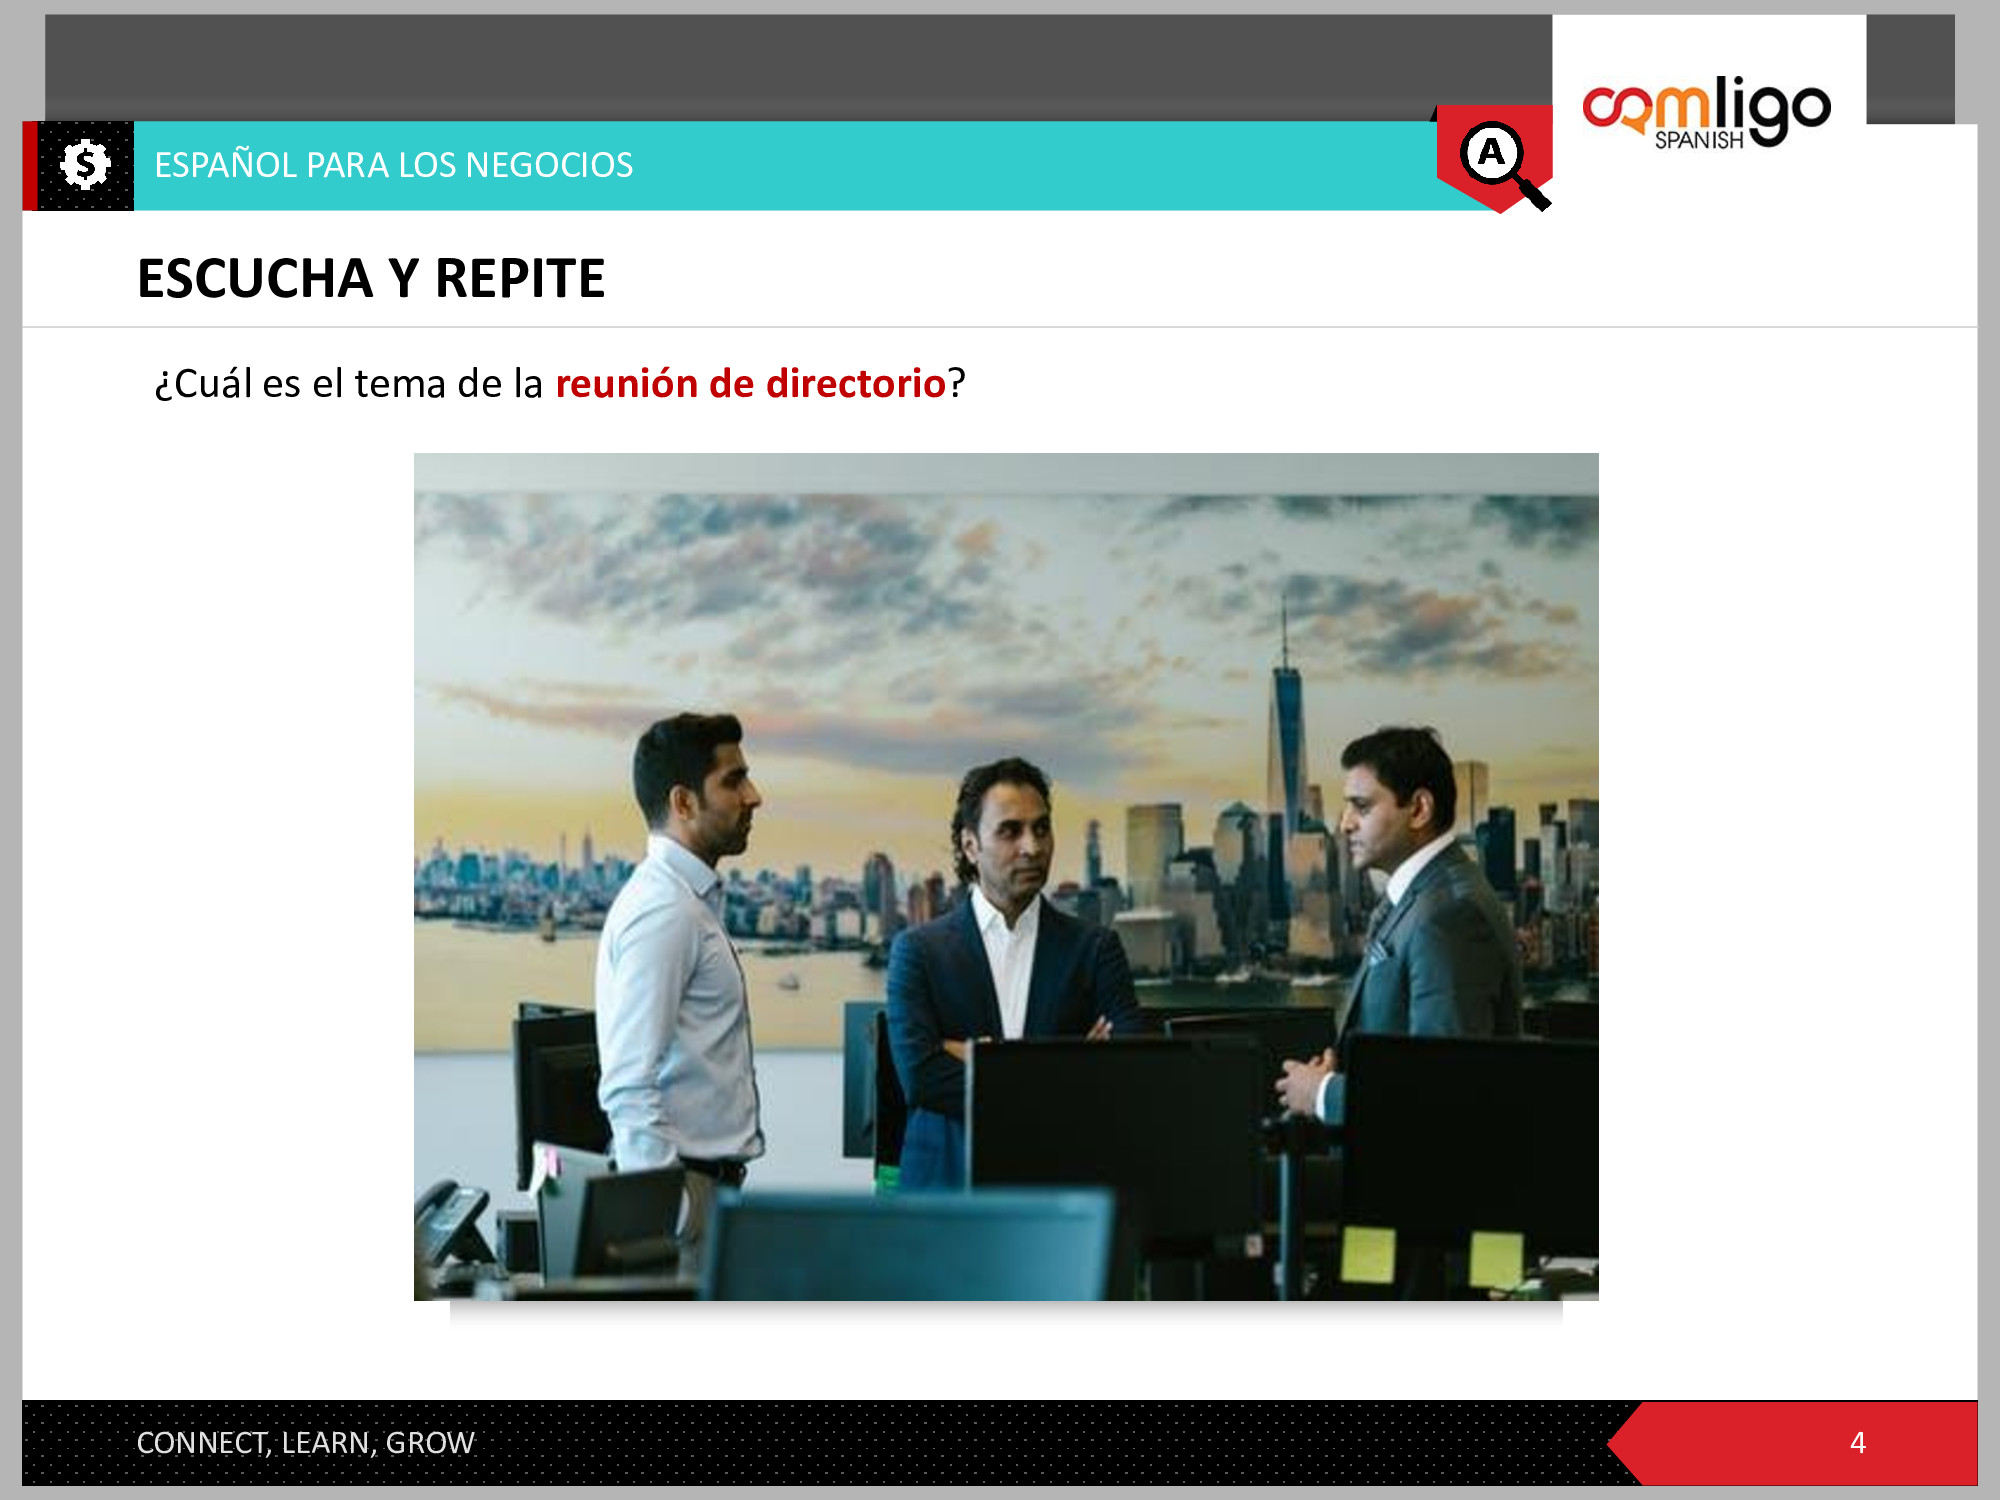 comligo
SPANISH
$
ESPAÑOL PARA LOS NEGOCIOS
A
ESCUCHA Y REPITE
¿Cuál es el tema de la reunión de directorio?
CONNECT, LEARN, GROW
4